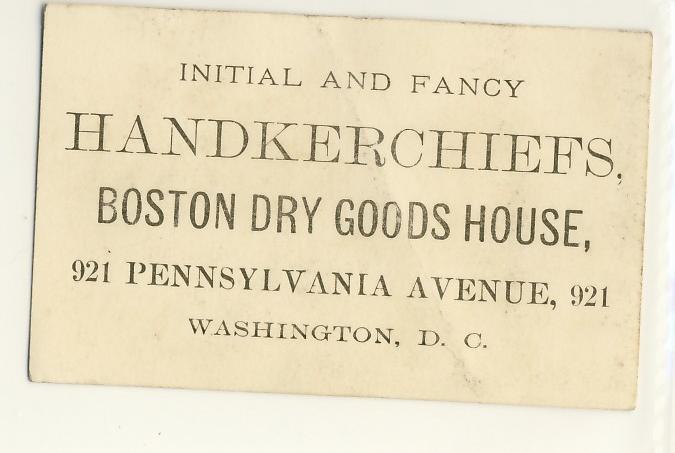 INITIAL AND FANCY
HANDKERCHIEFS,
BOSTON DRY GOODS HOUSE,
921 PENNSYLVANIA AVENUE, 921
WASHINGTON, D. C.